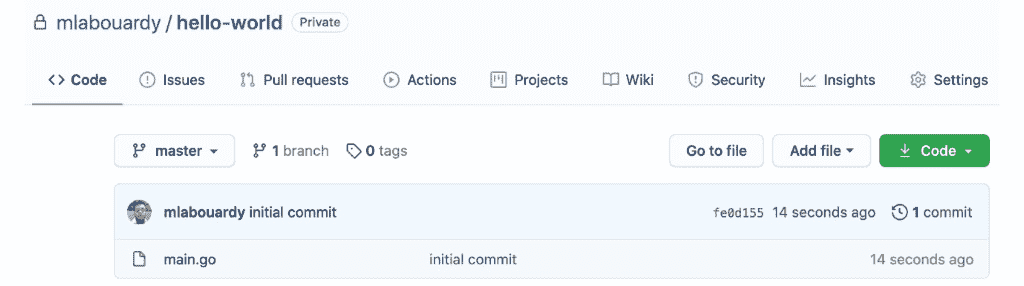 mlabouardy / hello-world Private
Code Issues Pull requests Actions Projects Wiki Security Insights Settings
master 1 branch 0 tags Go to file Add file Code
mlabouardy initial commit fe0d155 14 seconds ago 1 commit
main.go initial commit 14 seconds ago